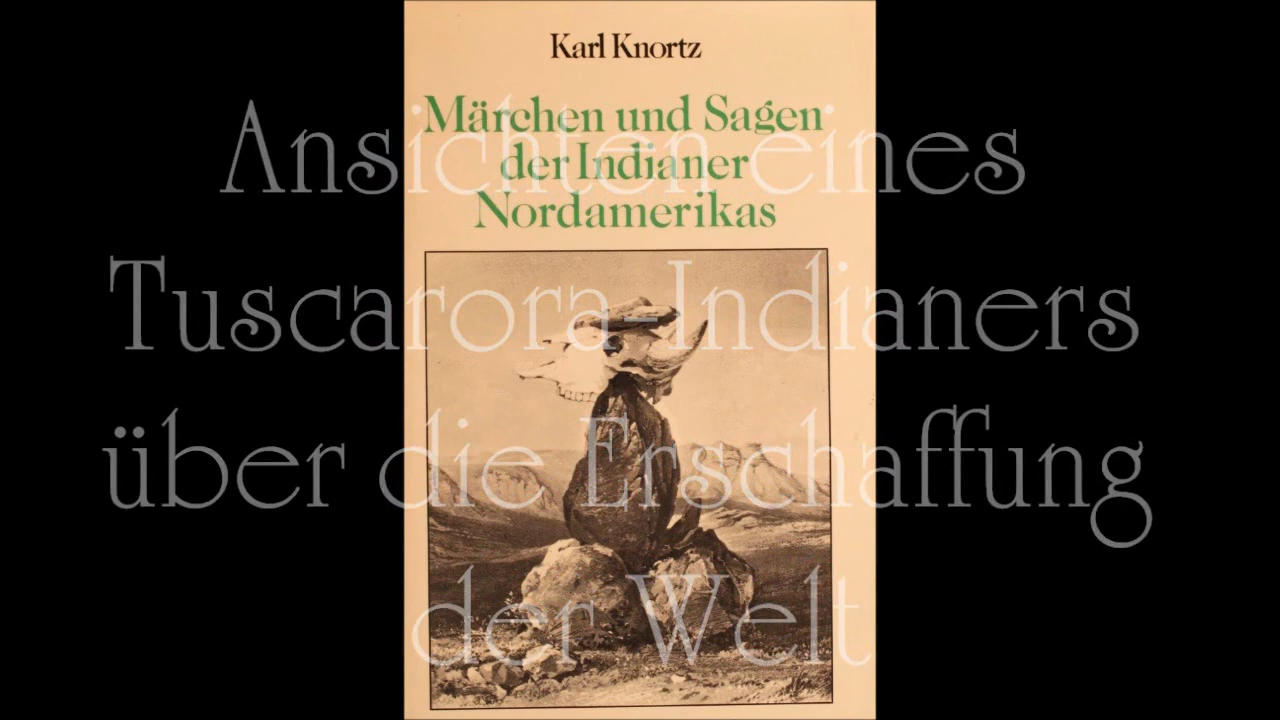 Karl Knortz
Märchen und Sagen
der Indianer
Nordamerikas
Ansichten eines
Tuscarora-Indianers
über die Erschaffung
der Welt